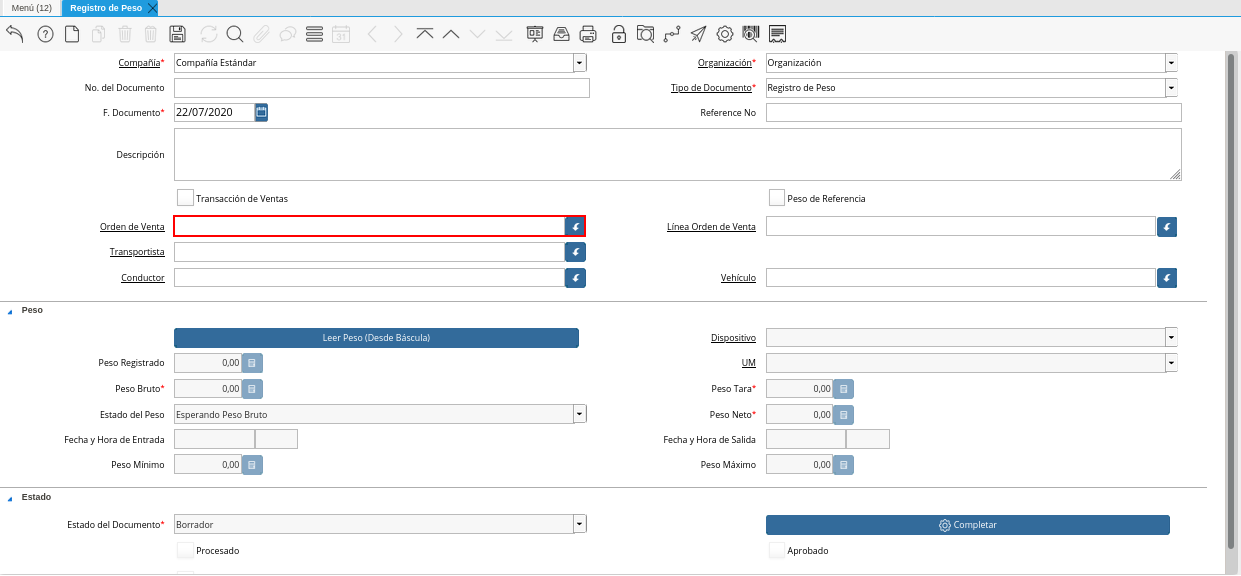 Menú (12) Registro de Peso
31
Compañía* Compañía Estándar Organización* Organización
No. del Documento Tipo de Documento* Registro de Peso
F. Documento* 22/07/2020 Reference No
Descripción
Transacción de Ventas Peso de Referencia
Orden de Venta Línea Orden de Venta
Transportista
Conductor Vehículo
Peso
Leer Peso (Desde Báscula) Dispositivo
Peso Registrado 0,00 UM
Peso Bruto* 0,00 Peso Tara* 0,00
Estado del Peso Esperando Peso Bruto Peso Neto* 0,00
Fecha y Hora de Entrada Fecha y Hora de Salida
Peso Mínimo 0,00 Peso Máximo 0,00
Estado
Estado del Documento* Borrador Completar
Procesado Aprobado